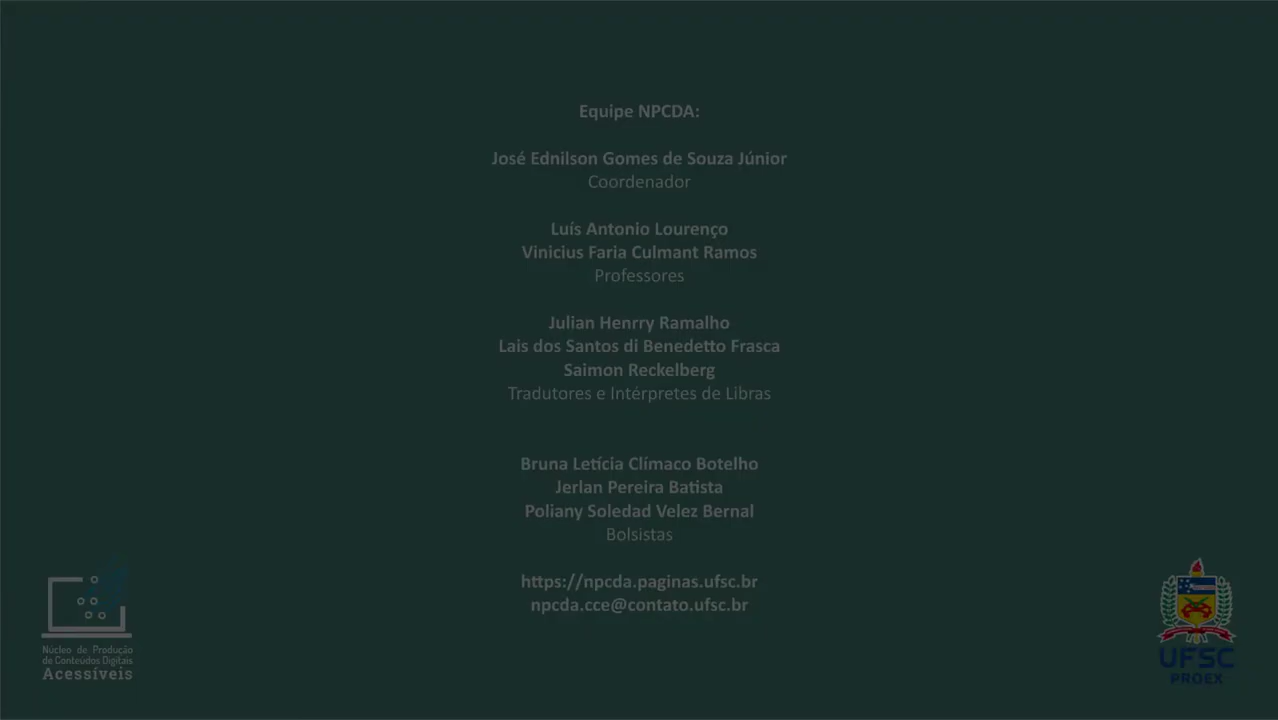 Equipe NPCDA:
José Ednilson Gomes de Souza Júnior
Coordenador
Luís Antonio Lourenço
Vinicius Faria Culmant Ramos
Professores
Julian Henrry Ramalho
Lais dos Santos di Benedetto Frasca
Saimon Reckelberg
Tradutores e Intérpretes de Libras
Bruna Letícia Clímaco Botelho
Jerlan Pereira Batista
Poliany Soledad Velez Bernal
Bolsistas
https://npcda.paginas.ufsc.br
npcda.cce@contato.ufsc.br
Núcleo de Produção
de Conteúdos Digitais
Acessíveis
UFSC
PROEX